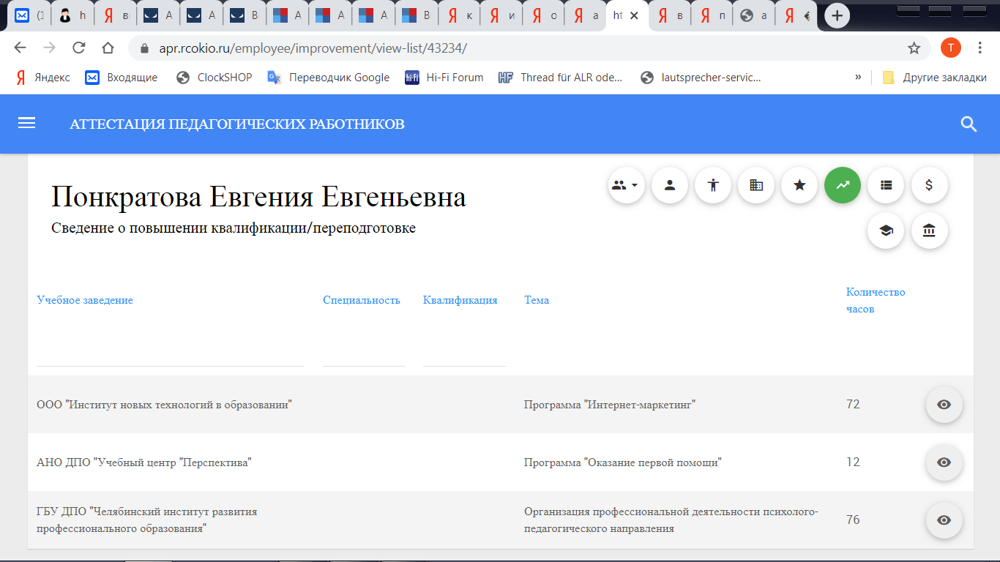 (1
h
Я в
А
А
В
А
А
А
В
Я к
Я и
Я о
Я а
ht
Я в
Я п
а
Я
apr.rcokio.ru/employee/improvement/view-list/43234/
T
Я Яндекс
Входящие
ClockSHOP
Переводчик Google
hi-fi Hi-Fi Forum
HF Thread für ALR ode...
lautsprecher-servic...
»
Другие закладки
АТТЕСТАЦИЯ ПЕДАГОГИЧЕСКИХ РАБОТНИКОВ
Понкратова Евгения Евгеньевна
Сведение о повышении квалификации/переподготовке
$
Учебное заведение
Специальность
Квалификация
Тема
Количество
часов
ООО "Институт новых технологий в образовании"
Программа "Интернет-маркетинг"
72
АНО ДПО "Учебный центр "Перспектива"
Программа "Оказание первой помощи"
12
ГБУ ДПО "Челябинский институт развития
профессионального образования"
Организация профессиональной деятельности психолого-
педагогического направления
76